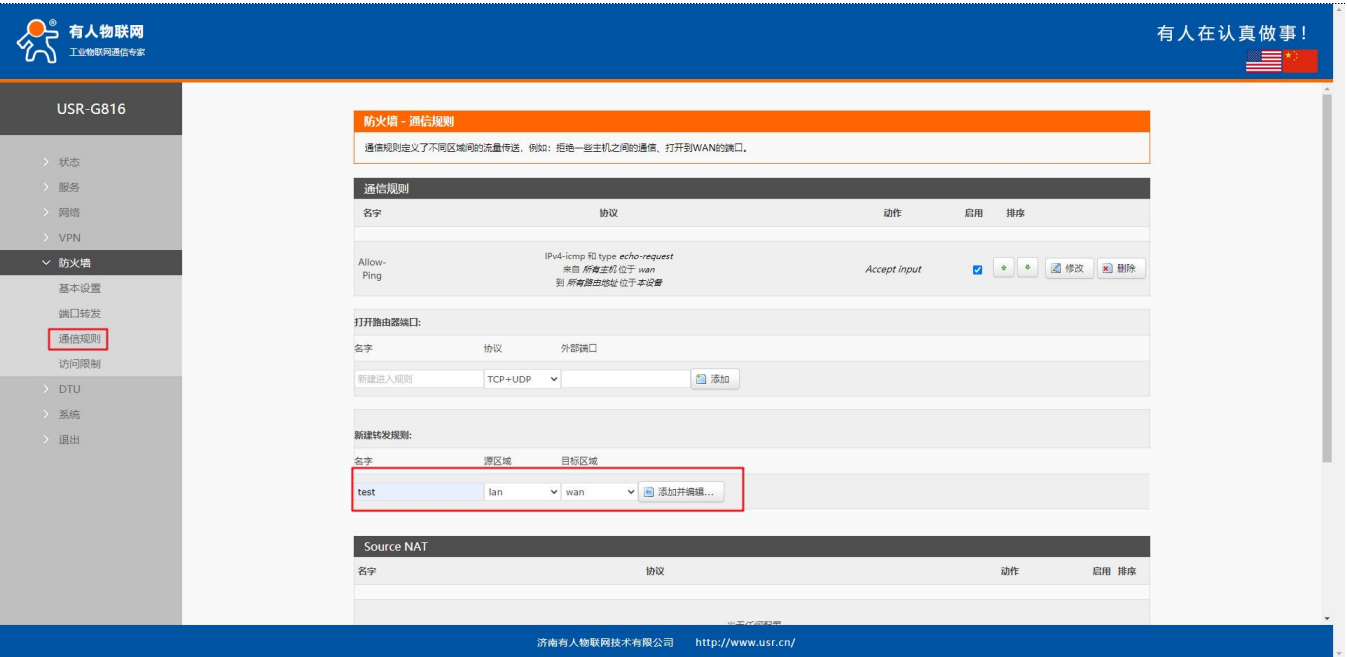 有人物联网
工业物联网通信专家
有人在认真做事！
USR-G816
状态
服务
网络
VPN
防火墙
基本设置
端口转发
通信规则
访问限制
DTU
系统
退出
防火墙 - 通信规则
通信规则定义了不同区域间的流量传送，例如：拒绝一些主机之间的通信、打开到WAN的端口。
通信规则
名字 协议 动作 启用 排序
Allow-
Ping
IPv4-icmp 和 type echo-request
来自 所有主机 位于 wan
到 所有路由地址 位于 本设备
Accept input
修改 删除
打开路由器端口:
名字 协议 外部端口
新建进入规则 TCP+UDP 添加
新建转发规则:
名字 源区域 目标区域
test lan wan 添加并编辑...
Source NAT
名字 协议 动作 启用 排序
济南有人物联网技术有限公司 http://www.usr.cn/